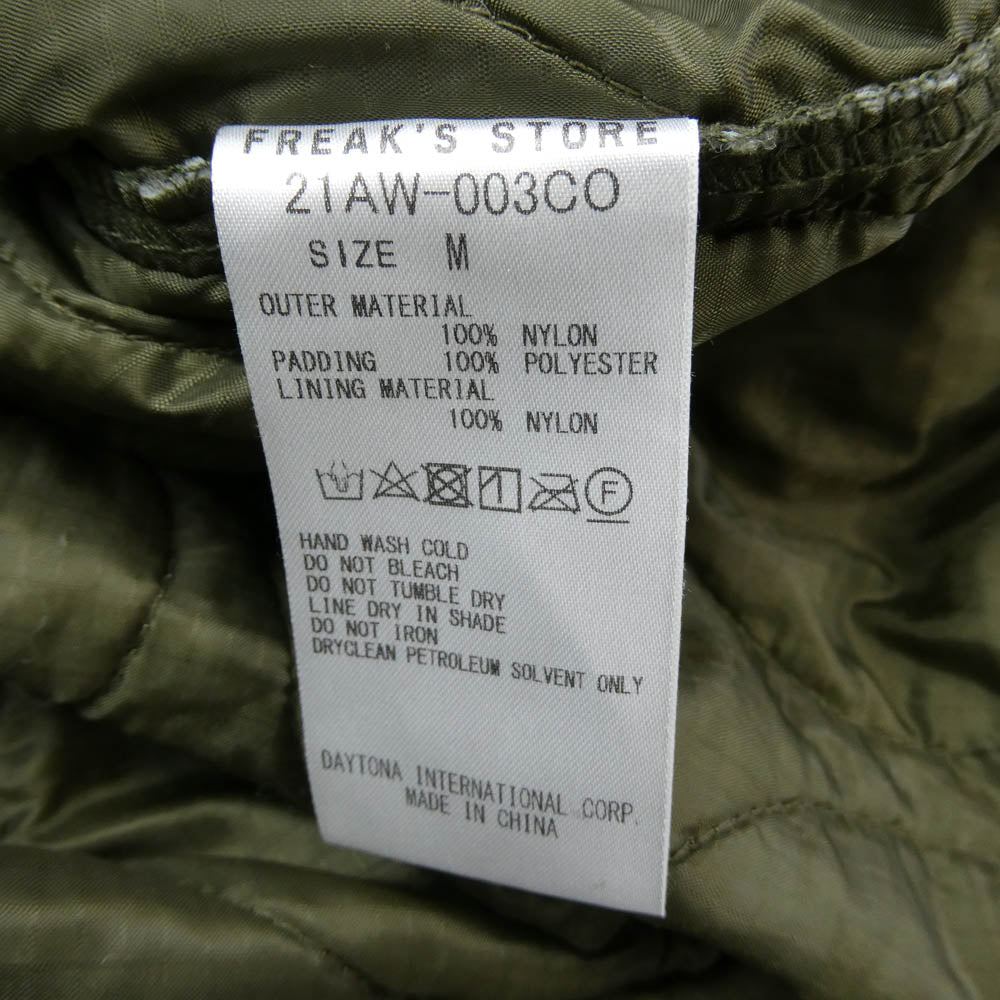 FREAK'S STORE
21AW-003CO
SIZE M
OUTER MATERIAL
100% NYLON
PADDING 100% POLYESTER
LINING MATERIAL
100% NYLON
F
HAND WASH COLD
DO NOT BLEACH
DO NOT TUMBLE DRY
LINE DRY IN SHADE
DO NOT IRON
DRYCLEAN PETROLEUM SOLVENT ONLY
DAYTONA INTERNATIONAL CORP.
MADE IN CHINA